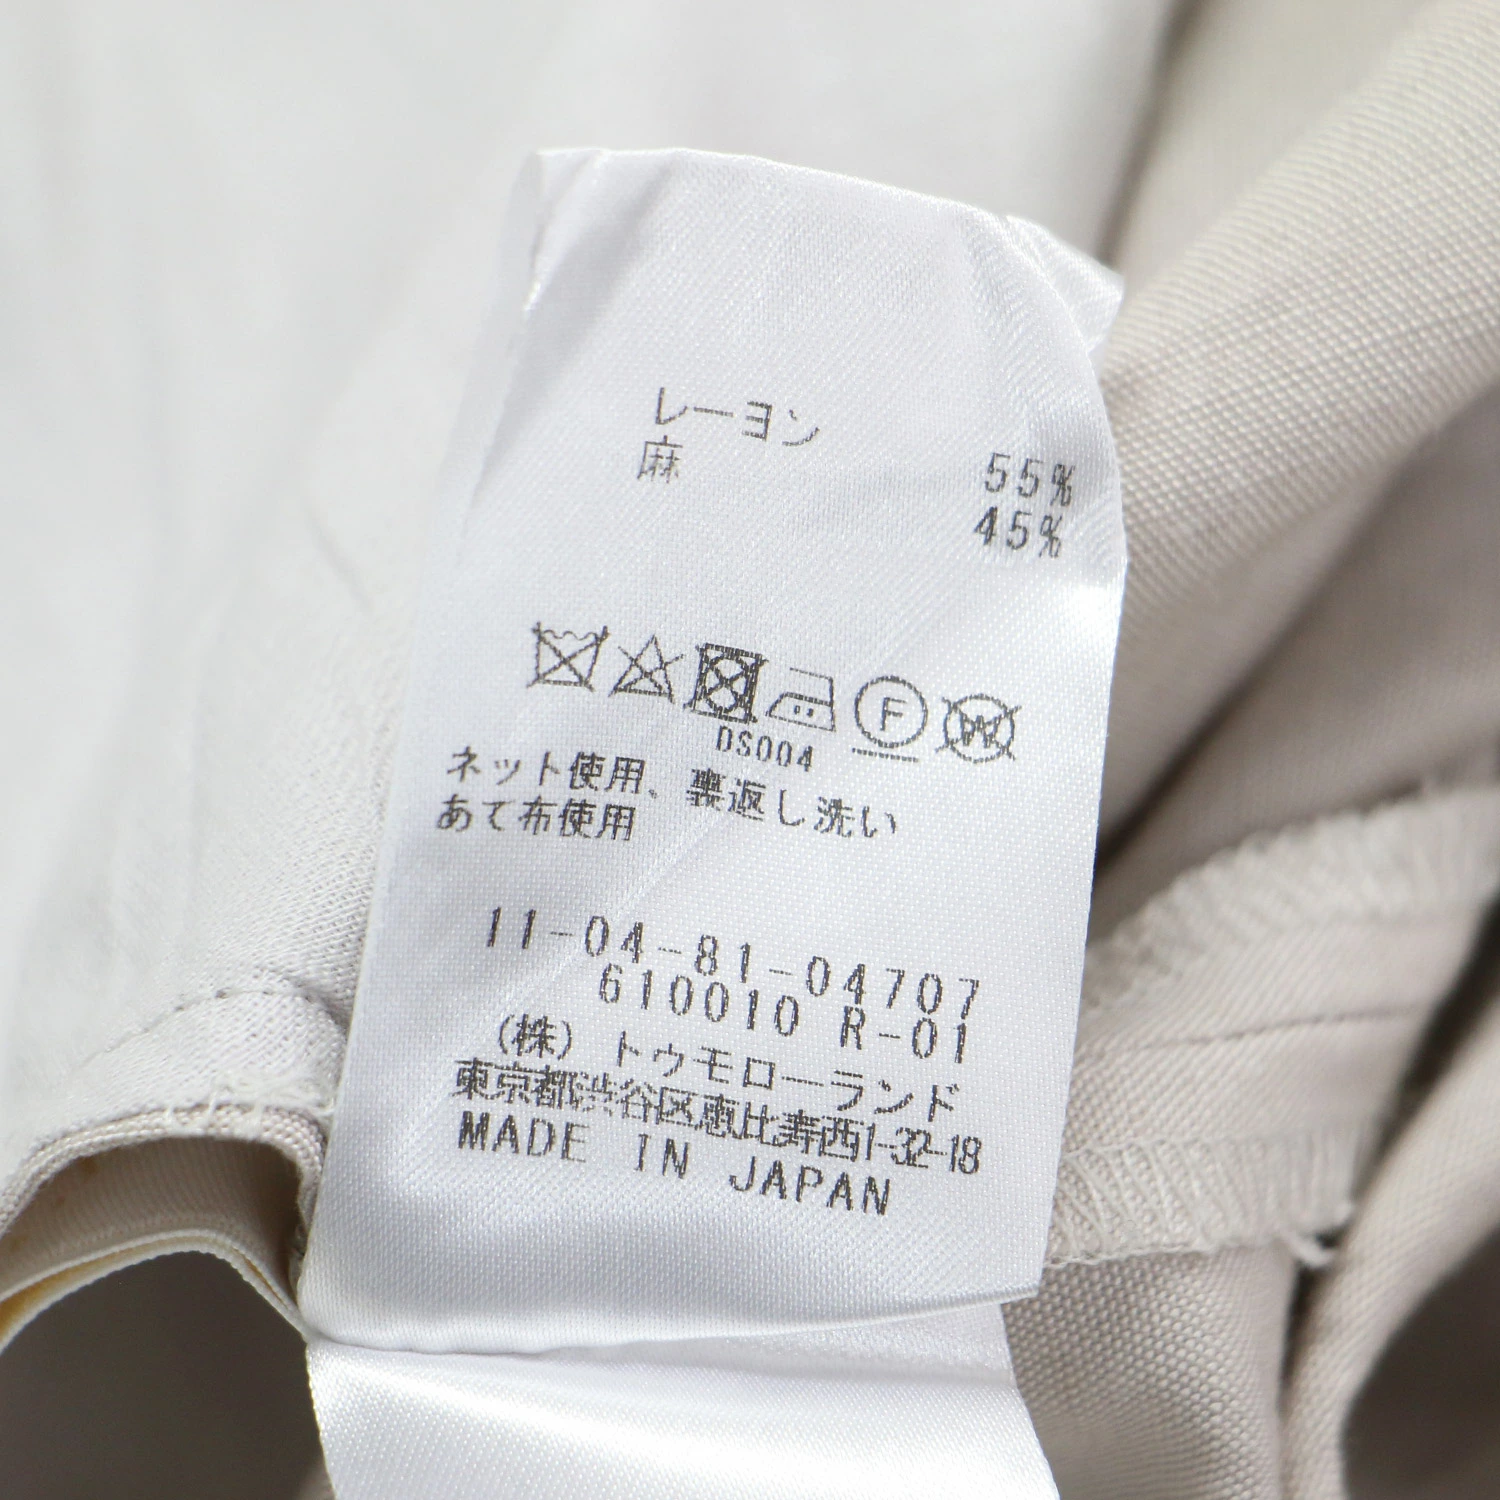 レーヨン 55%
麻 45%
F W
DS004
ネット使用、裏返し洗い
あて布使用
11-04-81-04707
610010 R-01
(株) トゥモローランド
東京都渋谷区恵比寿西1-32-18
MADE IN JAPAN